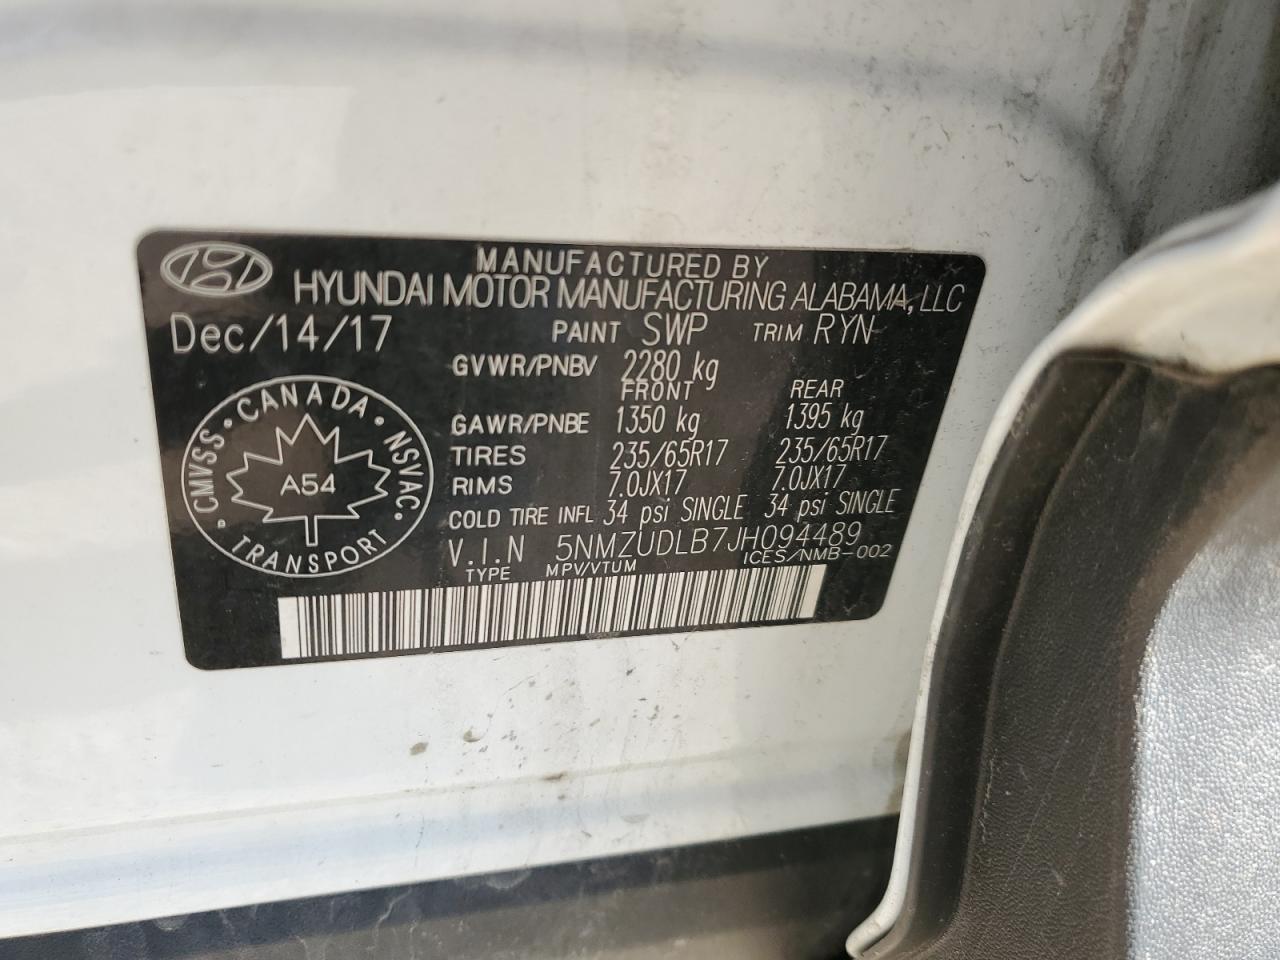 MANUFACTURED BY
HYUNDAI MOTOR MANUFACTURING ALABAMA, LLC
Dec/14/17 PAINT SWP TRIM RYN
GVWR/PNBV 2280 kg
FRONT REAR
GAWR/PNBE 1350 kg 1395 kg
TIRES 235/65R17 235/65R17
RIMS 7.0JX17 7.0JX17
COLD TIRE INFL 34 psi SINGLE 34 psi SINGLE
V.I.N 5NMZUDLB7JH094489
TYPE MPV/VTUM ICES/NMB-002
CMVSS • CANADA • NSVAC •
A54
TRANSPORT